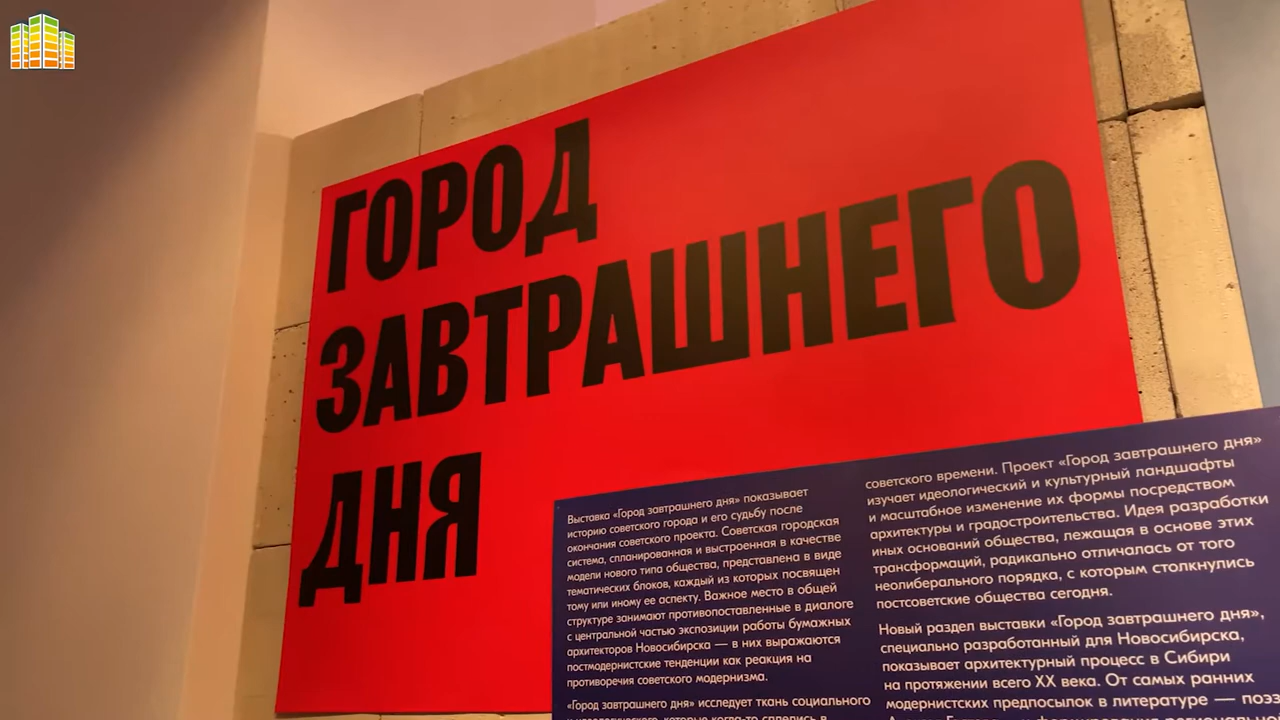 ГОРОД
ЗАВТРАШНЕГО
ДНЯ
Выставка «Город завтрашнего дня» показывает
историю советского города и его судьбу после
окончания советского проекта. Советская городская
система, спланированная и выстроенная в качестве
модели нового типа общества, представлена в виде
тематических блоков, каждый из которых посвящен
тому или иному ее аспекту. Важное место в общей
структуре занимают противопоставленные в диалоге
с центральной частью экспозиции работы бумажных
архитекторов Новосибирска — в них выражаются
постмодернистские тенденции как реакция на
противоречия советского модернизма.
«Город завтрашнего дня» исследует ткань социального
советского времени. Проект «Город завтрашнего дня»
изучает идеологический и культурный ландшафты
и масштабное изменение их формы посредством
архитектуры и градостроительства. Идея разработки
иных оснований общества, лежащая в основе этих
трансформаций, радикально отличалась от того
неолиберального порядка, с которым столкнулись
постсоветские общества сегодня.
Новый раздел выставки «Город завтрашнего дня»,
специально разработанный для Новосибирска,
показывает архитектурный процесс в Сибири
на протяжении всего XX века. От самых ранних
модернистских предпосылок в литературе —